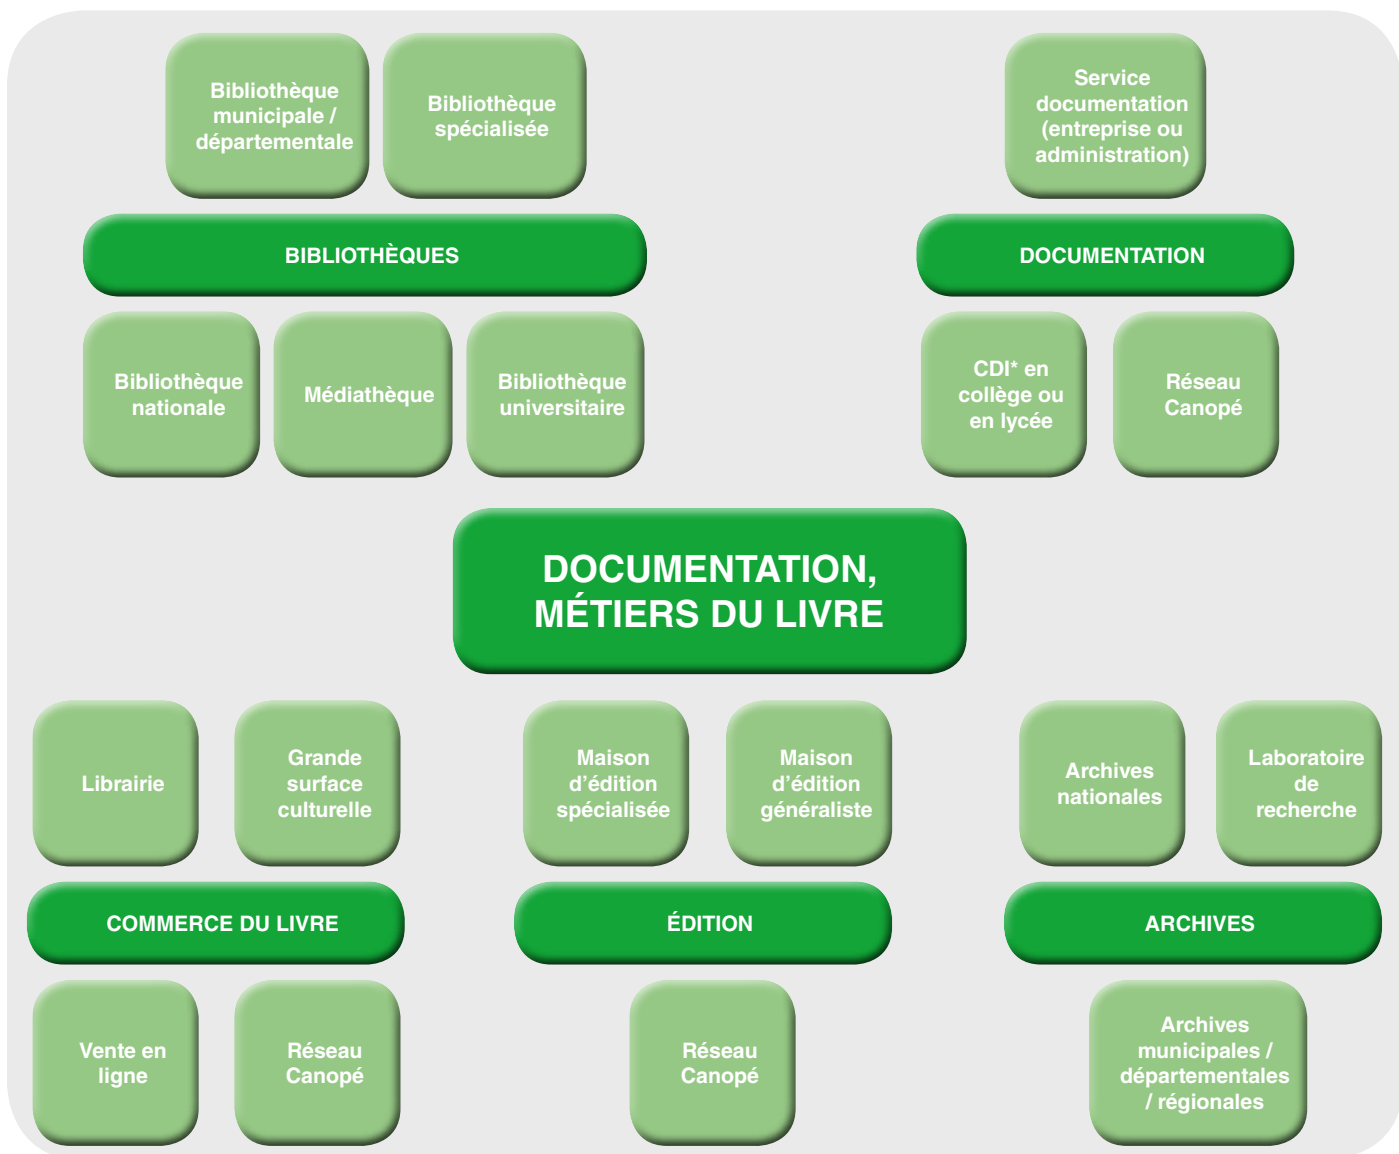 Bibliothèque
municipale /
départementale
Bibliothèque
spécialisée
Service
documentation
(entreprise ou
administration)
BIBLIOTHÈQUES
DOCUMENTATION
Bibliothèque
nationale
Médiathèque
Bibliothèque
universitaire
CDI* en
collège ou
en lycée
Réseau
Canopé
DOCUMENTATION,
MÉTIERS DU LIVRE
Librairie
Grande
surface
culturelle
Maison
d’édition
spécialisée
Maison
d’édition
généraliste
Archives
nationales
Laboratoire
de
recherche
COMMERCE DU LIVRE
ÉDITION
ARCHIVES
Vente en
ligne
Réseau
Canopé
Réseau
Canopé
Archives
municipales /
départementales
/ régionales